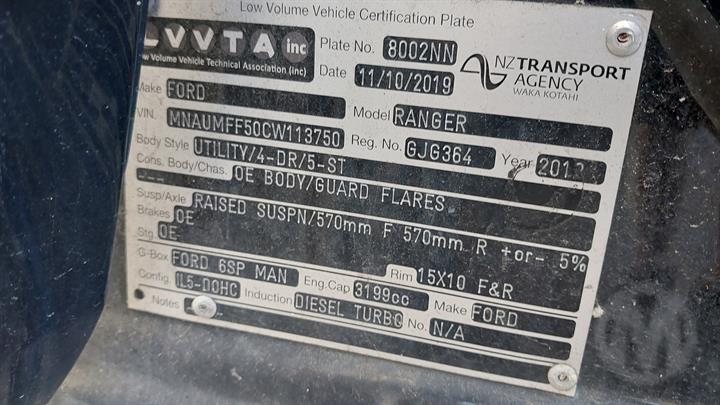 Low Volume Vehicle Certification Plate
LVVTA inc
Low Volume Vehicle Technical Association (inc)
Plate No. 8002NN
Date 11/10/2019
NZTRANSPORT
AGENCY
WAKA KOTAHI
Make FORD
Model RANGER
VIN. MNAUMFF50CW113750
Reg. No. GJG364
Year
Body Style UTILITY/4-DR/5-ST
Cons. Body/Chas. OE BODY/GUARD FLARES
---
Susp/Axle RAISED SUSPN/570mm F 570mm R +or- 5%
Brakes OE
Stg OE
G-Box FORD 6SP MAN
Rim 15X10 F&R
Config. IL5-DOHC
Eng.Cap 3199cc
Make FORD
Induction DIESEL TURBO
No. N/A
Notes